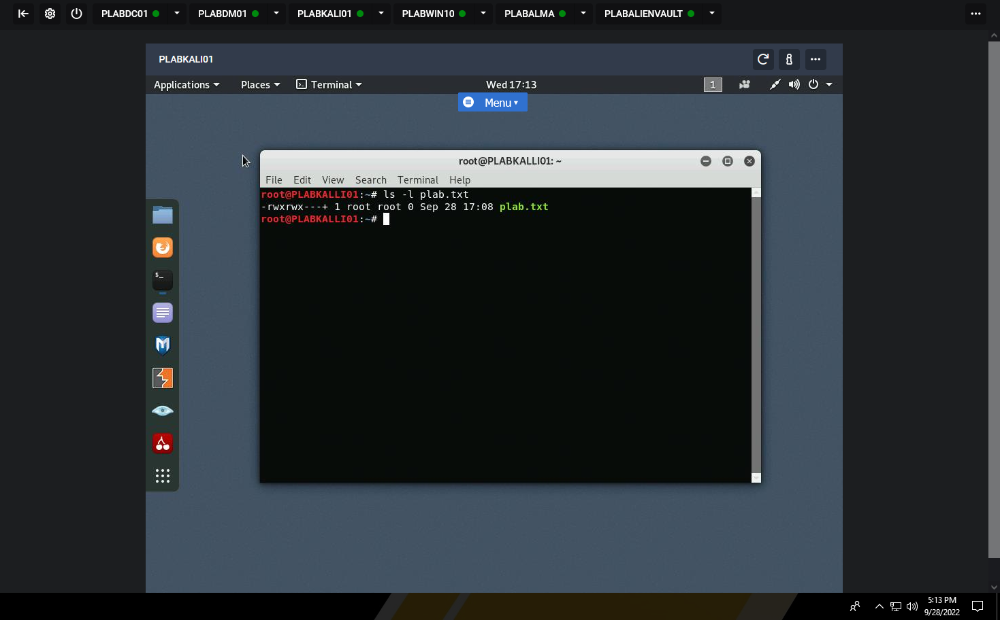 PLABDC01 PLABDM01 PLABKALI01 PLABWIN10 PLABALMA PLABALIENVAULT
PLABKALI01
Applications Places Terminal Wed 17:13 1
Menu
root@PLABKALLI01: ~
File Edit View Search Terminal Help
root@PLABKALLI01:~# ls -l plab.txt
-rwxrwx---+ 1 root root 0 Sep 28 17:08 plab.txt
root@PLABKALLI01:~#
$_
5:13 PM
9/28/2022